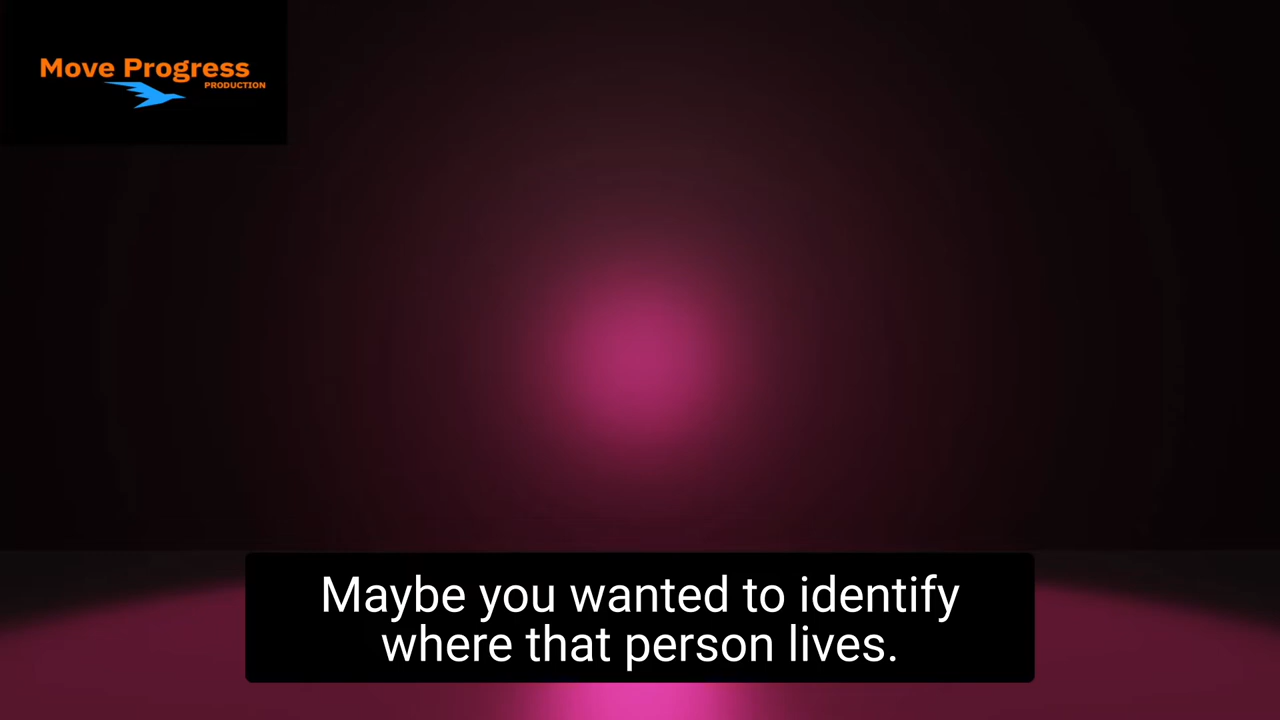 Move Progress
PRODUCTION
Maybe you wanted to identify
where that person lives.